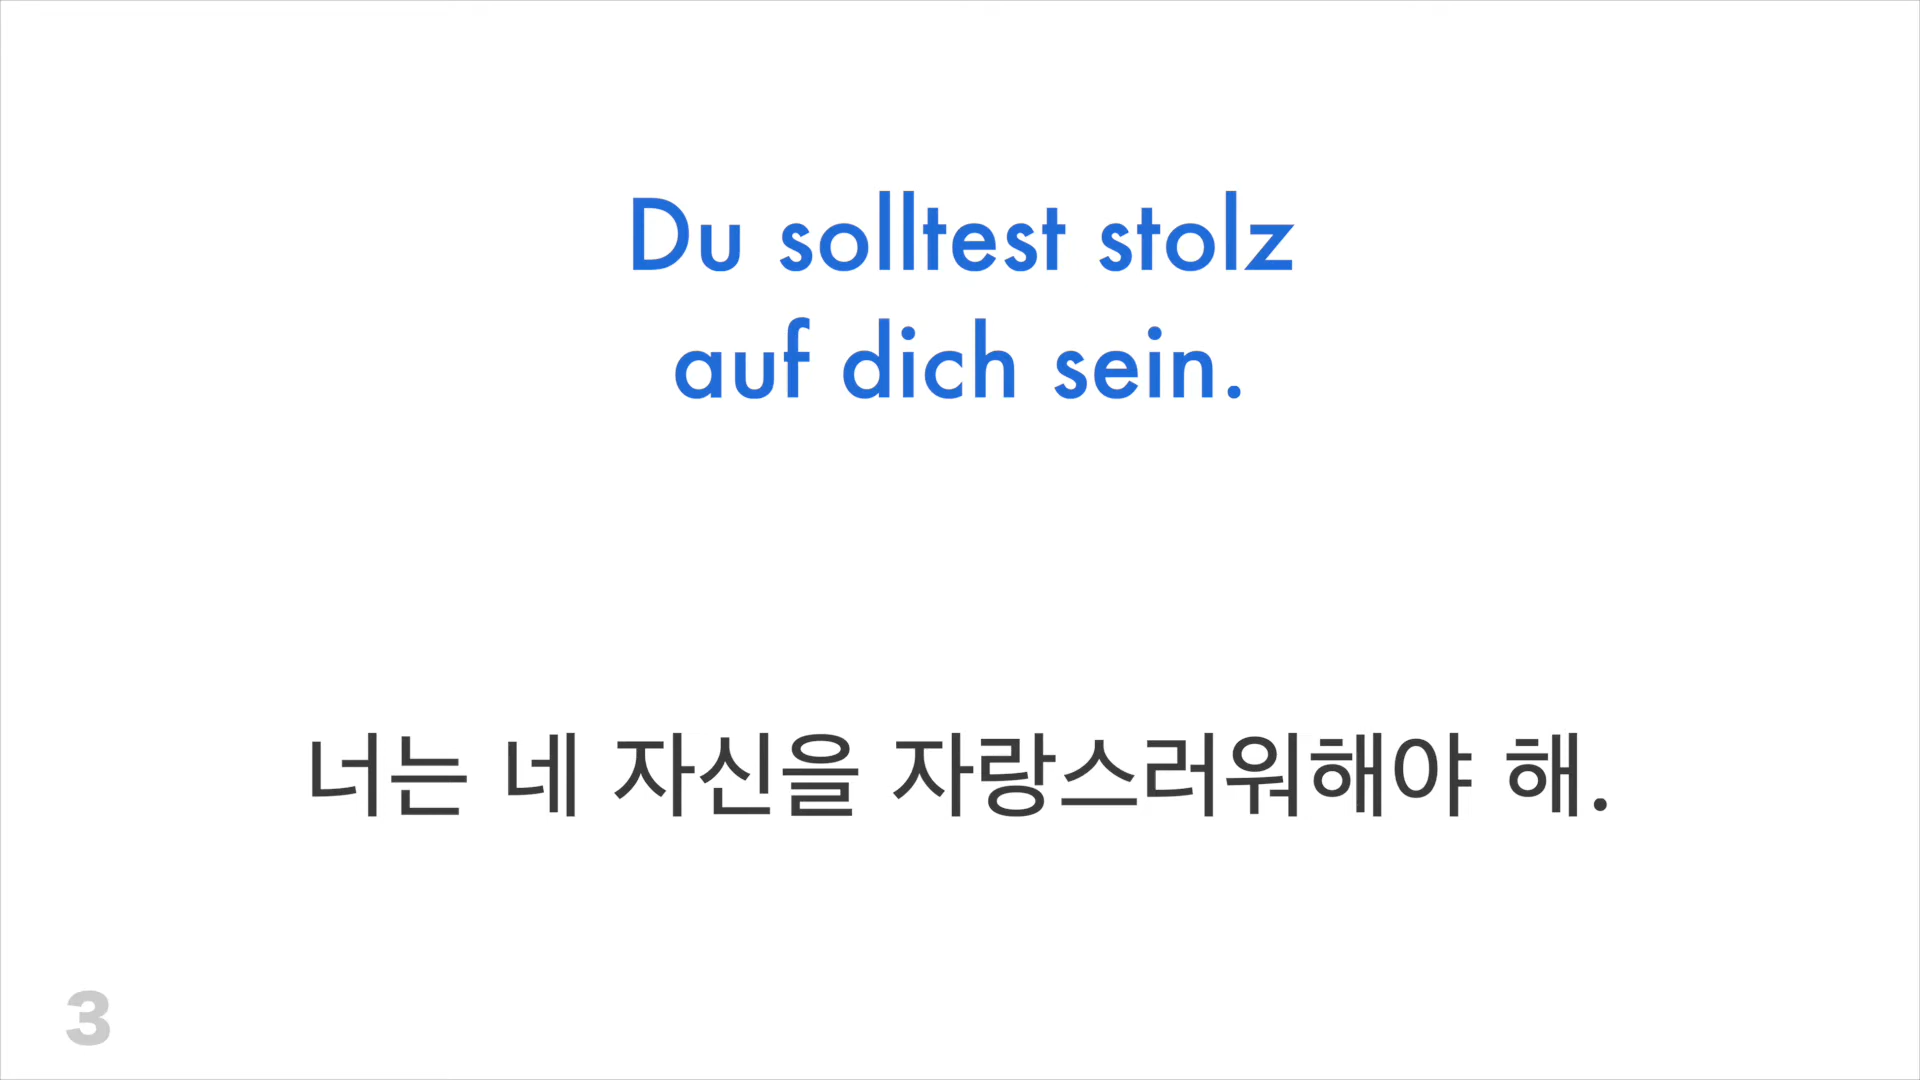 Du solltest stolz
auf dich sein.
너는 네 자신을 자랑스러워해야 해.
3